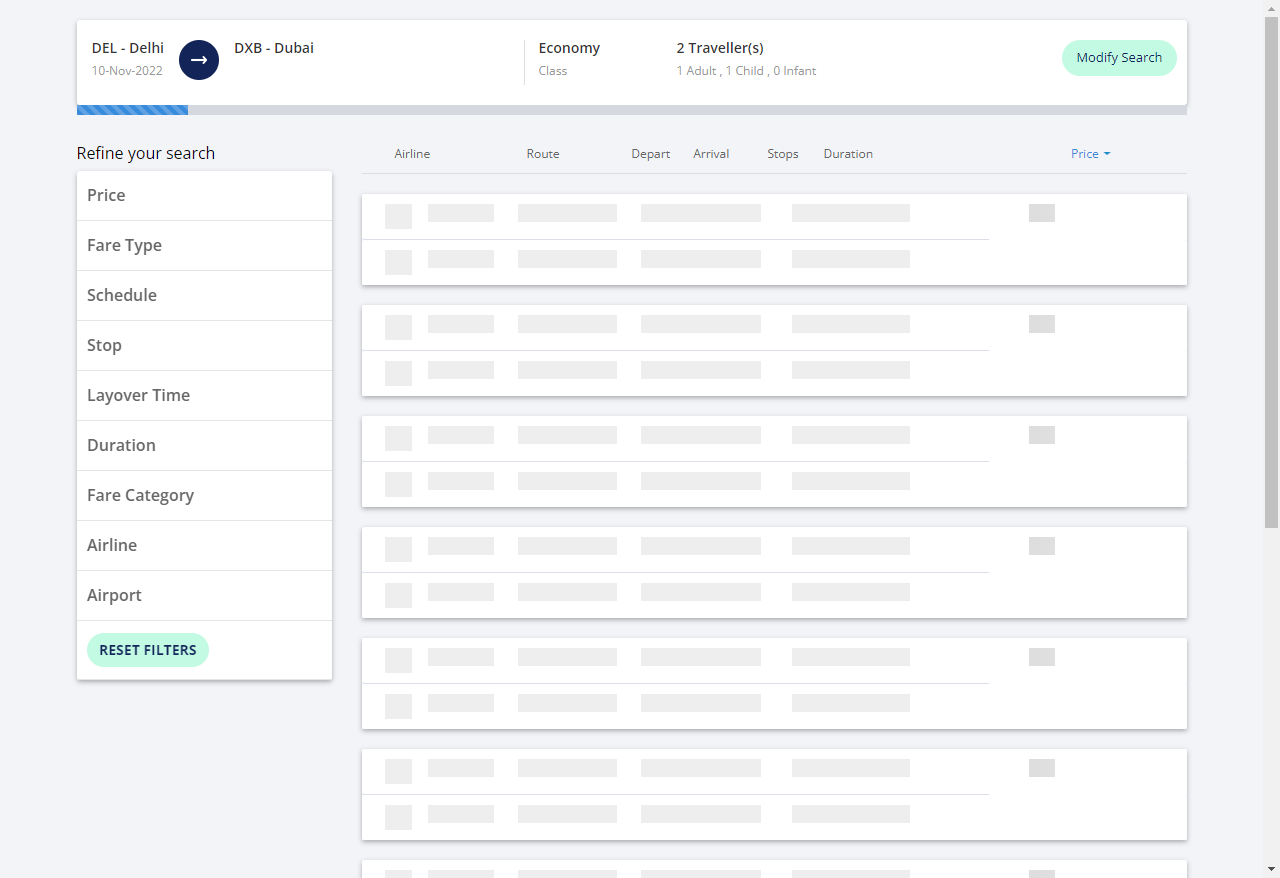 DEL - Delhi
10-Nov-2022
DXB - Dubai
Economy
Class
2 Traveller(s)
1 Adult , 1 Child , 0 Infant
Modify Search
Refine your search
Price
Fare Type
Schedule
Stop
Layover Time
Duration
Fare Category
Airline
Airport
RESET FILTERS
Airline Route Depart Arrival Stops Duration Price